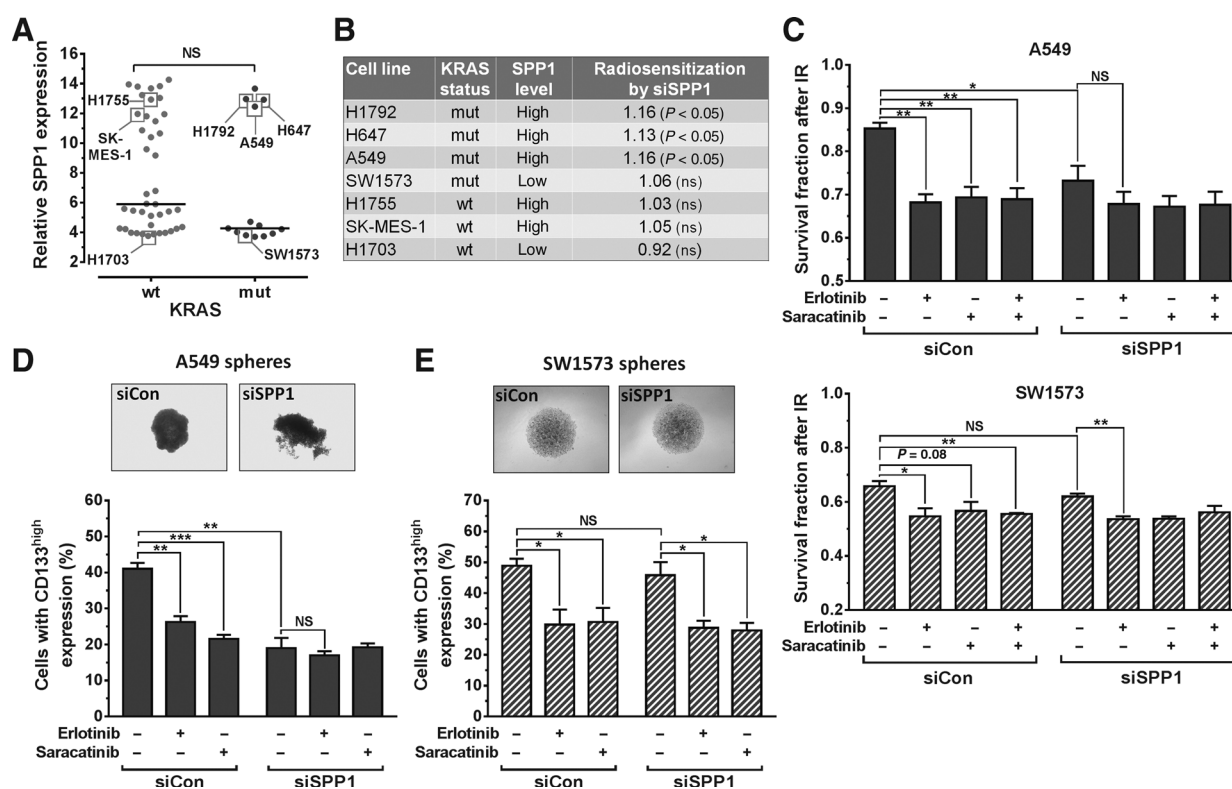 A
NS
Relative SPP1 expression
16
14
12
10
8
6
4
2
H1755
SK-
MES-1
H1792
A549
H647
H1703
SW1573
wt
mut
KRAS
B
Cell line KRAS status SPP1 level Radiosensitization by siSPP1
H1792 mut High 1.16 (P < 0.05)
H647 mut High 1.13 (P < 0.05)
A549 mut High 1.16 (P < 0.05)
SW1573 mut Low 1.06 (ns)
H1755 wt High 1.03 (ns)
SK-MES-1 wt High 1.05 (ns)
H1703 wt Low 0.92 (ns)
C
A549
Survival fraction after IR
1.0
0.9
0.8
0.7
0.6
0.5
*
**
**
**
NS
Erlotinib – + – + – + – +
Saracatinib – – + + – – + +
siCon siSPP1
SW1573
Survival fraction after IR
1.0
0.8
0.6
0.4
0.2
NS
**
P = 0.08
*
**
Erlotinib – + – + – + – +
Saracatinib – – + + – – + +
siCon siSPP1
D
A549 spheres
siCon
siSPP1
Cells with CD133high
expression (%)
60
50
40
30
20
10
0
**
***
**
NS
Erlotinib – + – – + –
Saracatinib – – + – – +
siCon siSPP1
E
SW1573 spheres
siCon
siSPP1
Cells with CD133high
expression (%)
70
60
50
40
30
20
10
0
NS
*
*
*
*
Erlotinib – + – – + –
Saracatinib – – + – – +
siCon siSPP1